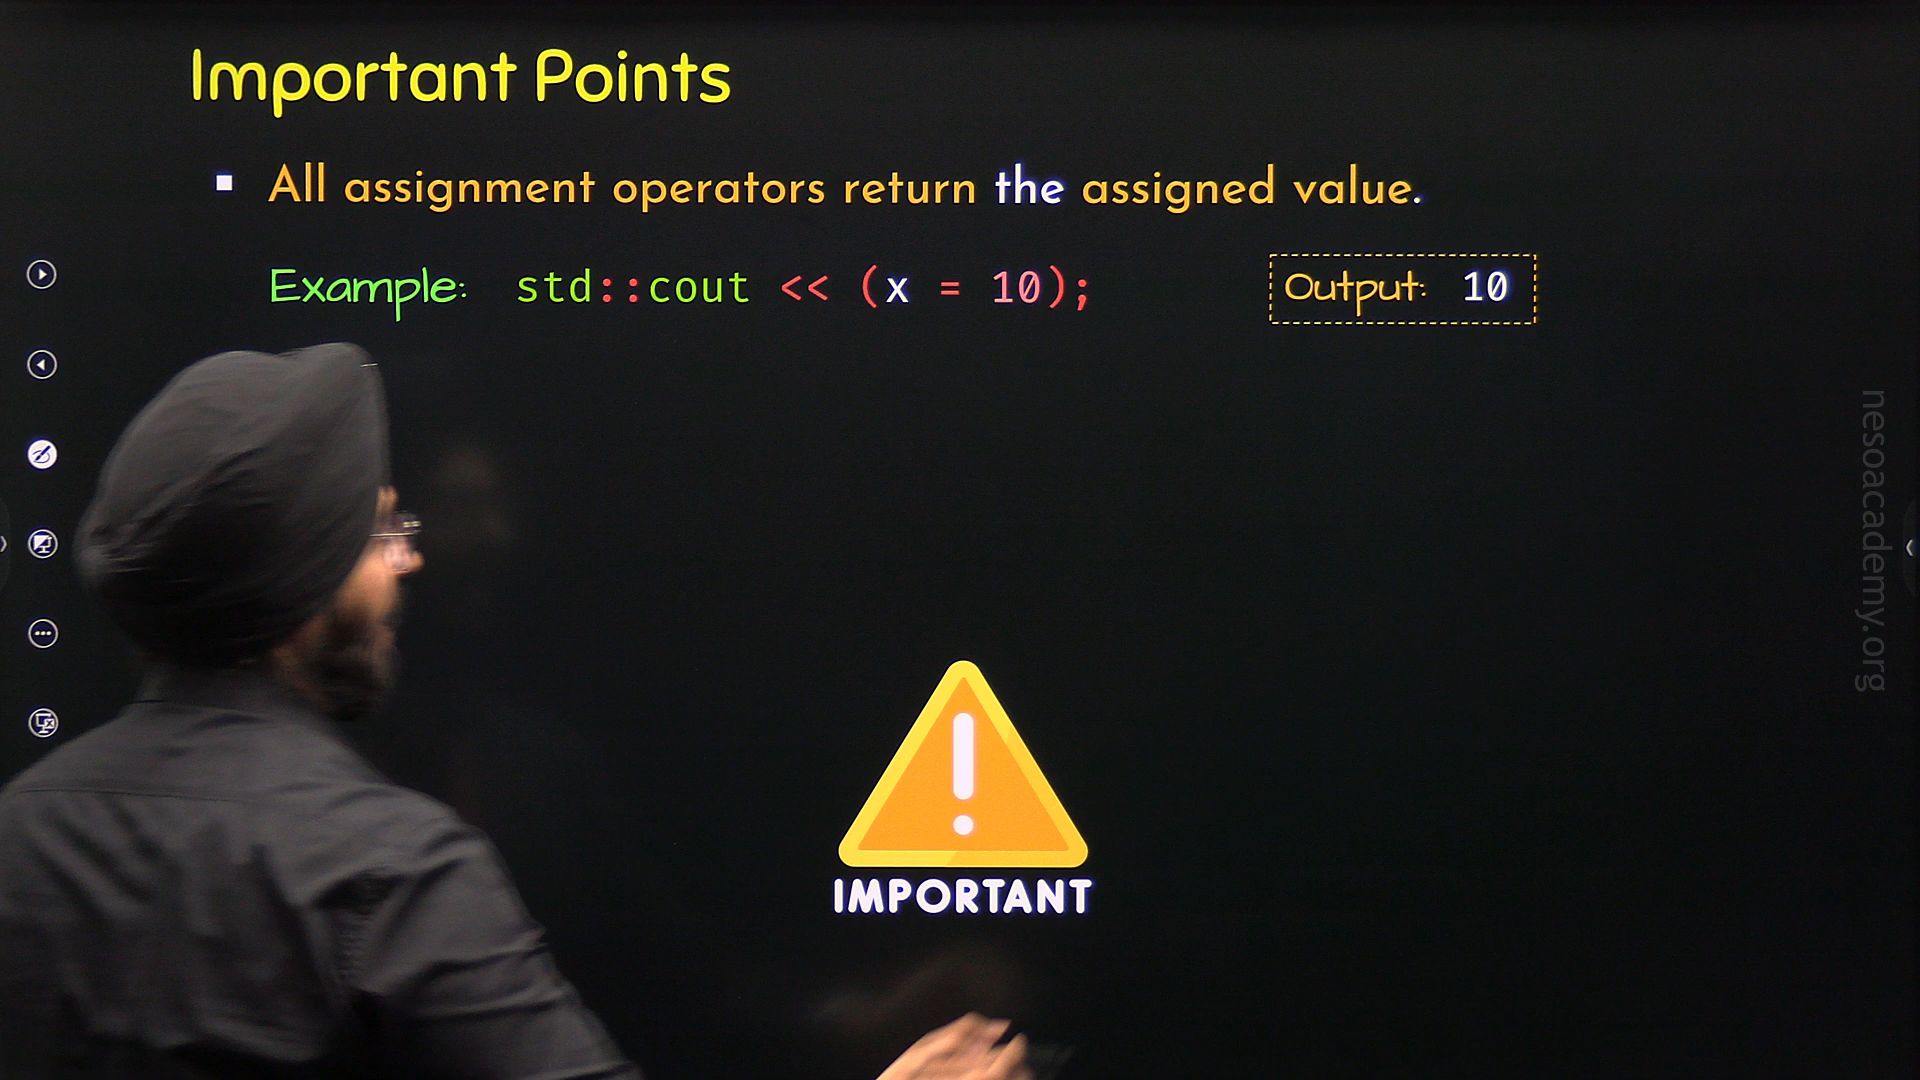 Important Points
▪ All assignment operators return the assigned value.
Example: std::cout << (x = 10);
Output: 10
IMPORTANT
nesoacademy.org